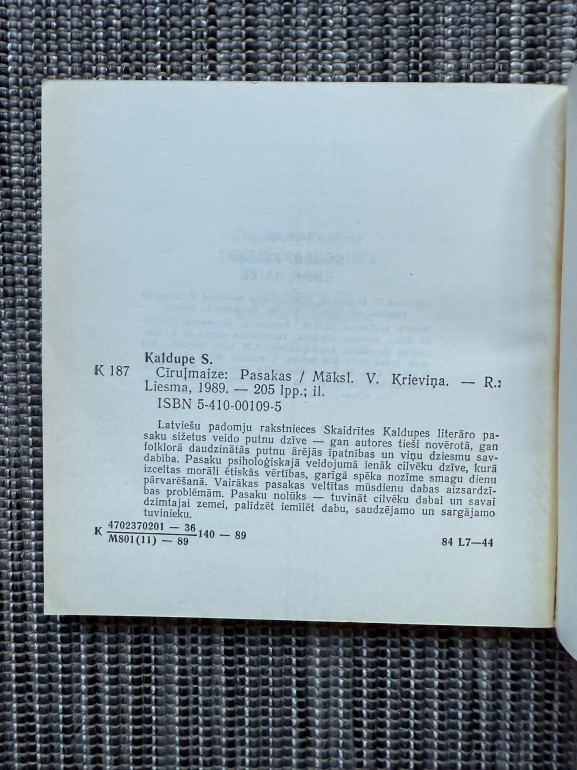 Kaldupe S.
K 187 Cīruļmaize: Pasakas / Māksl. V. Krieviņa. — R.:
Liesma, 1989. — 205 lpp.; il.
ISBN 5-410-00109-5
Latviešu padomju rakstnieces Skaidrītes Kaldupes literāro pa-
saku sižetus veido putnu dzīve — gan autores tieši novērotā, gan
folklorā daudzinātās putnu ārējās īpatnības un viņu dziesmu sav-
dabība. Pasaku psiholoģiskajā veidojumā ienāk cilvēku dzīve, kurā
izceltas morāli ētiskās vērtības, garīgā spēka nozīme smagu dienu
pārvarēšanā. Vairākas pasakas veltītas mūsdienu dabas aizsardzī-
bas problēmām. Pasaku nolūks — tuvināt cilvēku dabai un savai
dzimtajai zemei, palīdzēt iemīlēt dabu, saudzējamo un sargājamo
tuvinieku.
K 4702370201 — 36
M801(11) — 89 140 — 89 84 L7—44